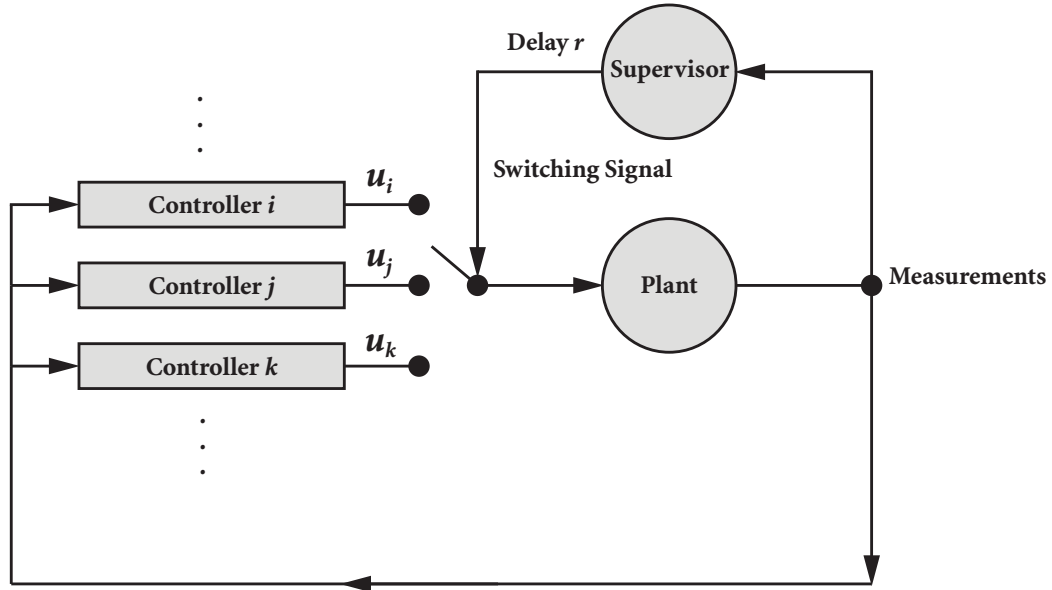 Delay r
Supervisor
Switching Signal
Controller i
u_i
Controller j
u_j
Plant
Measurements
Controller k
u_k